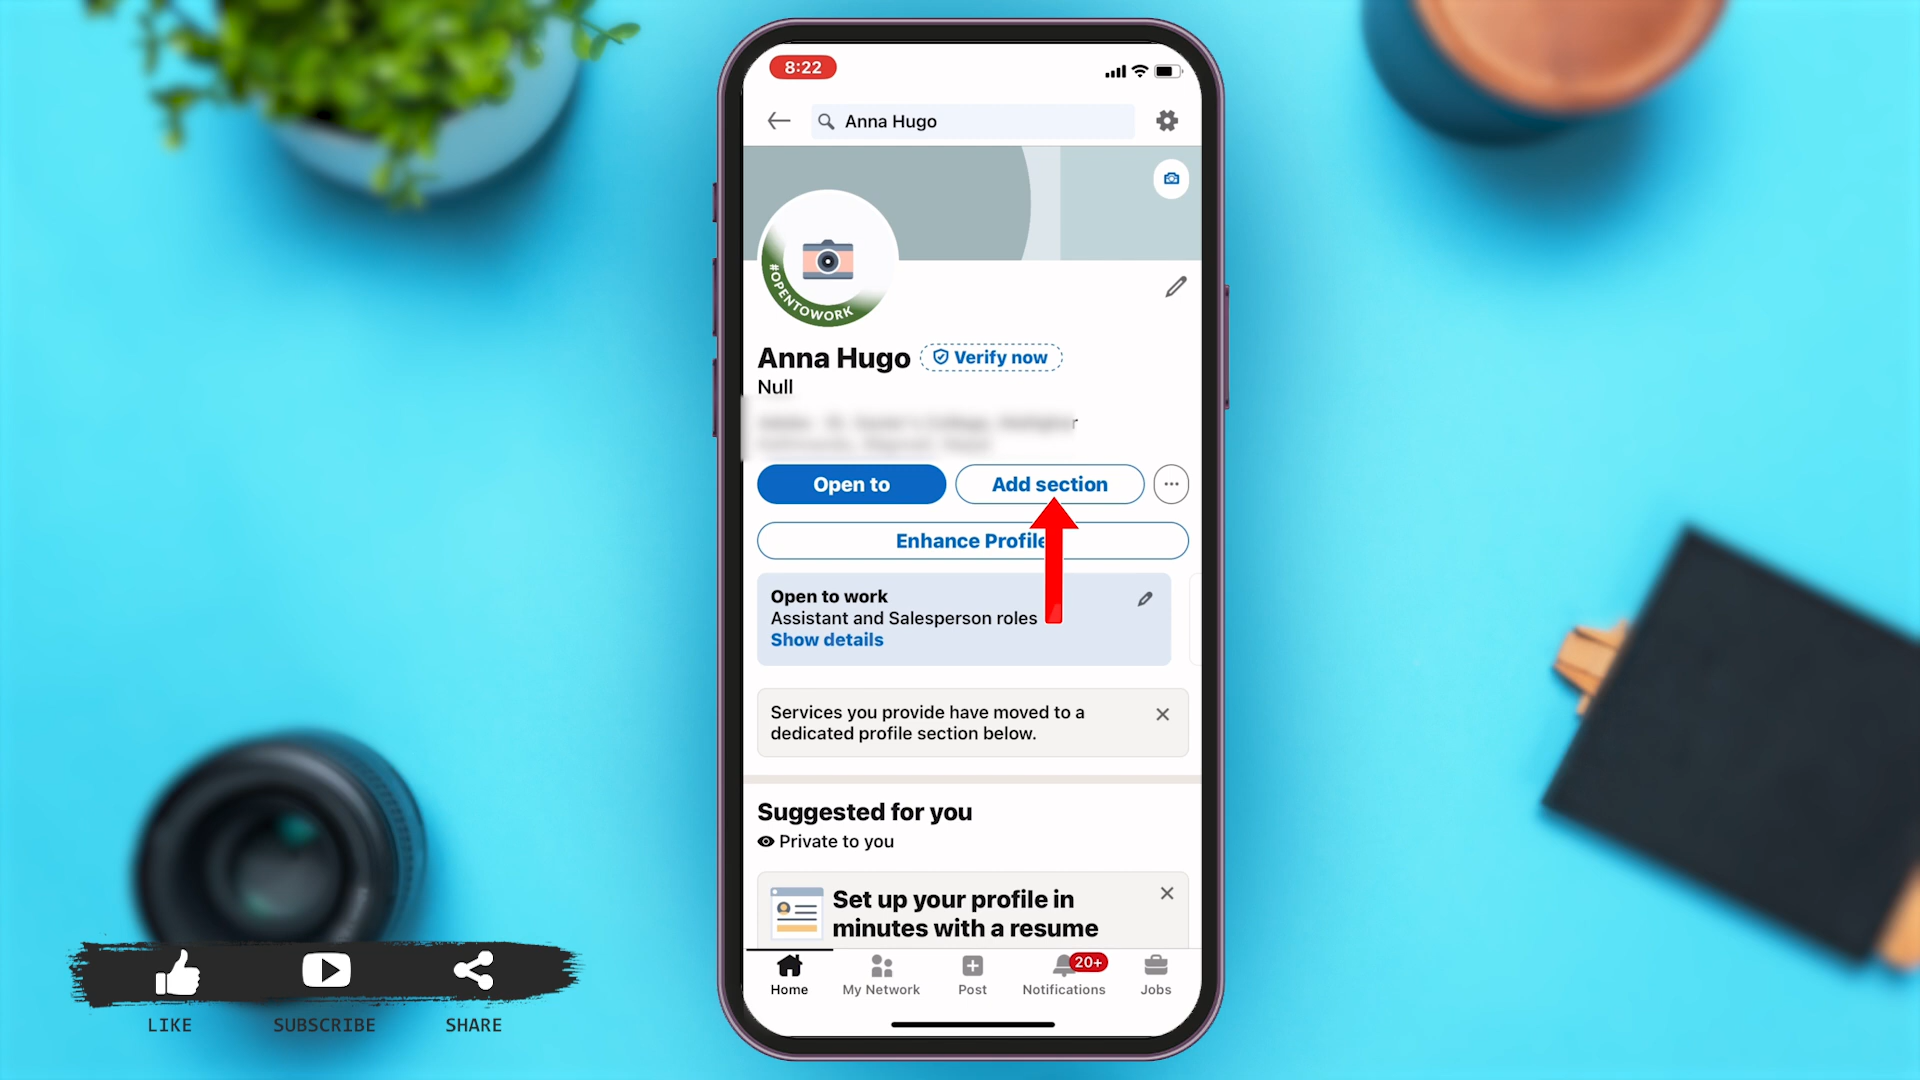 8:22
Anna Hugo
#OPENTOWORK
Anna Hugo
Verify now
Null
Open to
Add section
Enhance Profile
Open to work
Assistant and Salesperson roles
Show details
Services you provide have moved to a
dedicated profile section below.
Suggested for you
Private to you
Set up your profile in
minutes with a resume
20+
Home
My Network
Post
Notifications
Jobs
LIKE
SUBSCRIBE
SHARE